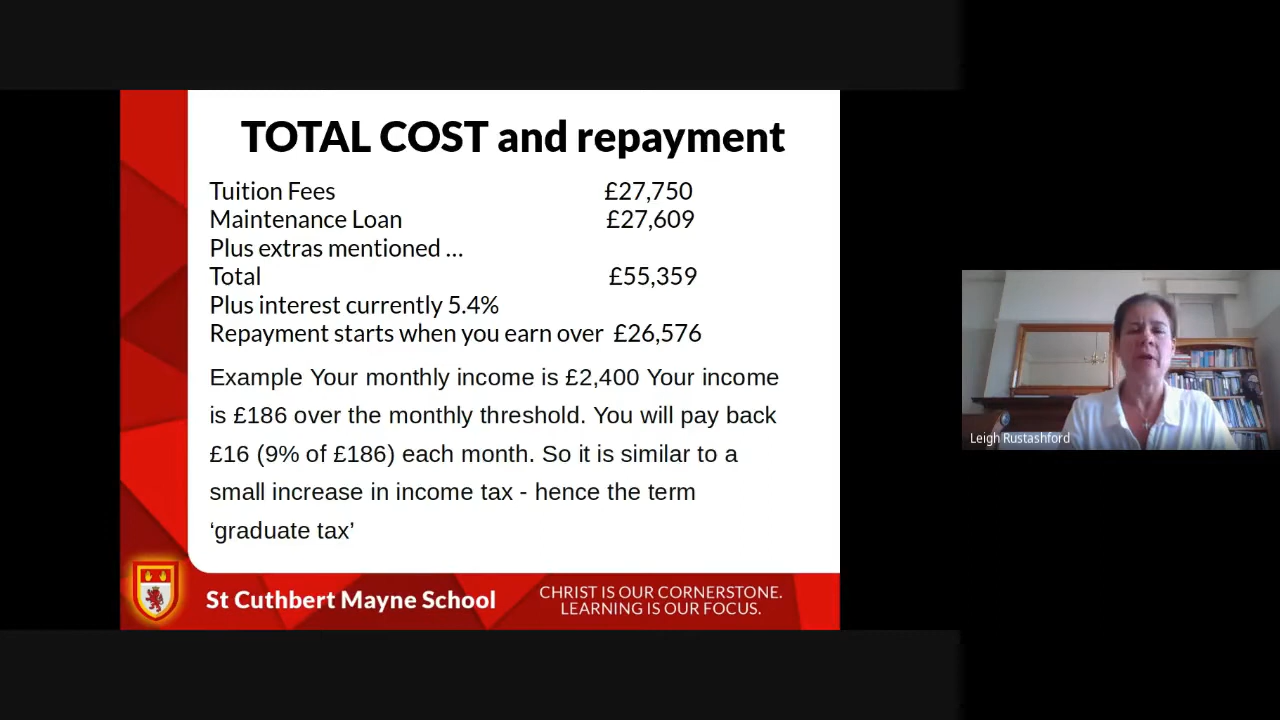 TOTAL COST and repayment
Tuition Fees £27,750
Maintenance Loan £27,609
Plus extras mentioned ...
Total £55,359
Plus interest currently 5.4%
Repayment starts when you earn over £26,576
Example Your monthly income is £2,400 Your income
is £186 over the monthly threshold. You will pay back
£16 (9% of £186) each month. So it is similar to a
small increase in income tax - hence the term
‘graduate tax’
St Cuthbert Mayne School
CHRIST IS OUR CORNERSTONE.
LEARNING IS OUR FOCUS.
Leigh Rustashford